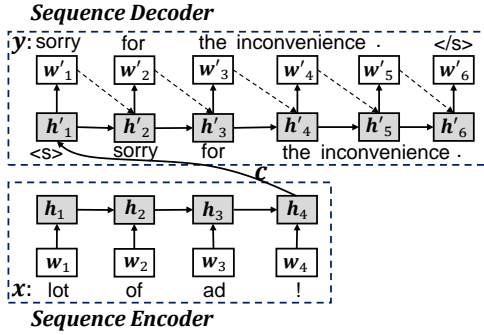 Sequence Decoder
y: sorry for the inconvenience . </s>
w'₁ w'₂ w'₃ w'₄ w'₅ w'₆
h'₁ h'₂ h'₃ h'₄ h'₅ h'₆
<s> sorry for the inconvenience .
c
h₁ h₂ h₃ h₄
w₁ w₂ w₃ w₄
x: lot of ad !
Sequence Encoder